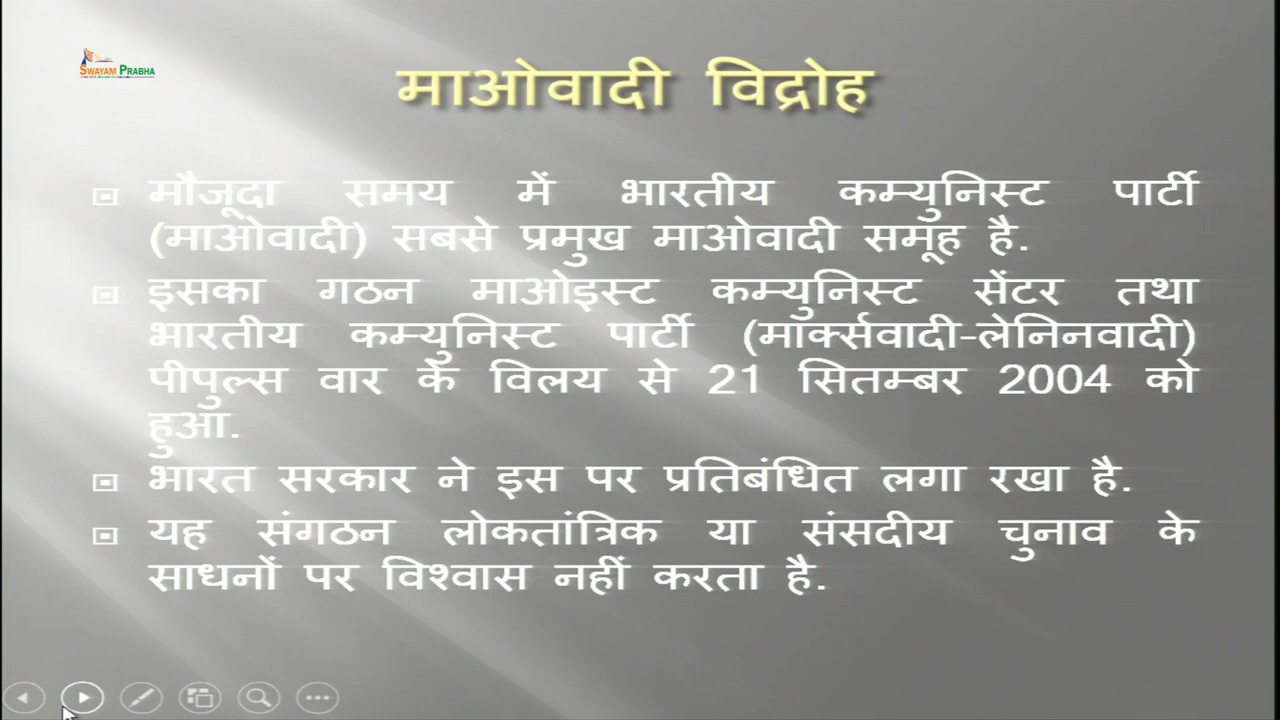 SWAYAM PRABHA
माओवादी विद्रोह
मौजूदा समय में भारतीय कम्युनिस्ट पार्टी
(माओवादी) सबसे प्रमुख माओवादी समूह है.
इसका गठन माओइस्ट कम्युनिस्ट सेंटर तथा
भारतीय कम्युनिस्ट पार्टी (मार्क्सवादी-लेनिनवादी)
पीपुल्स वार के विलय से 21 सितम्बर 2004 को
हुआ.
भारत सरकार ने इस पर प्रतिबंधित लगा रखा है.
यह संगठन लोकतांत्रिक या संसदीय चुनाव के
साधनों पर विश्वास नहीं करता है.